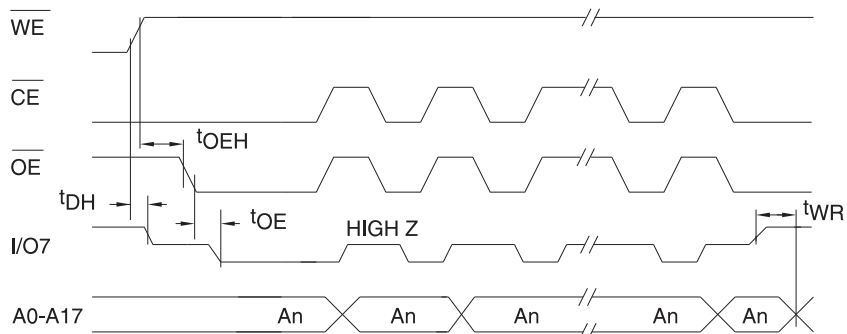 WE
CE
tOEH
OE
tDH
tOE
tWR
HIGH Z
I/O7
A0-A17
An An An An An